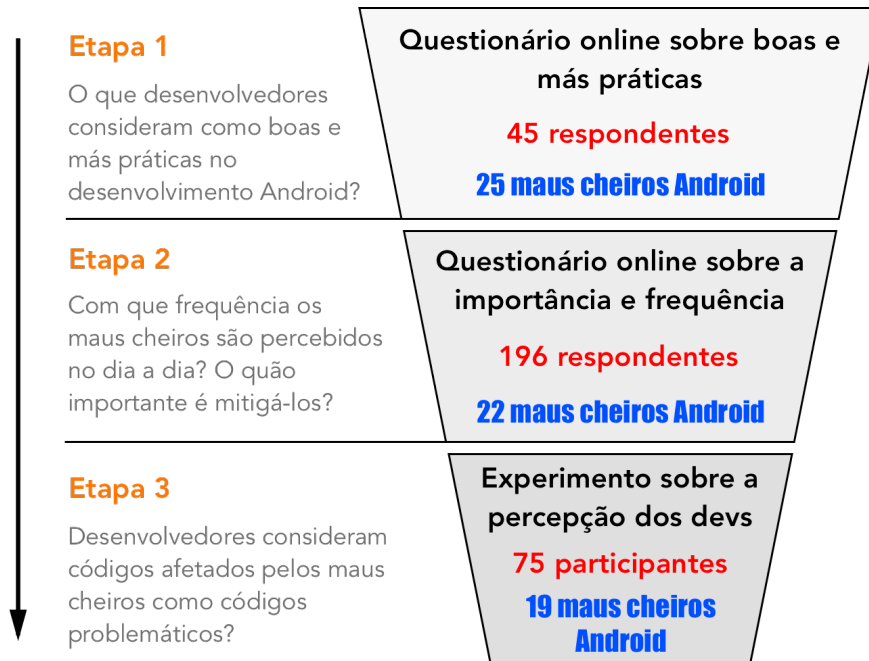 Etapa 1
O que desenvolvedores
consideram como boas e
más práticas no
desenvolvimento Android?
Questionário online sobre boas e
más práticas
45 respondentes
25 maus cheiros Android
Etapa 2
Com que frequência os
maus cheiros são percebidos
no dia a dia? O quão
importante é mitigá-los?
Questionário online sobre a
importância e frequência
196 respondentes
22 maus cheiros Android
Etapa 3
Desenvolvedores consideram
códigos afetados pelos maus
cheiros como códigos
problemáticos?
Experimento sobre a
percepção dos devs
75 participantes
19 maus cheiros
Android